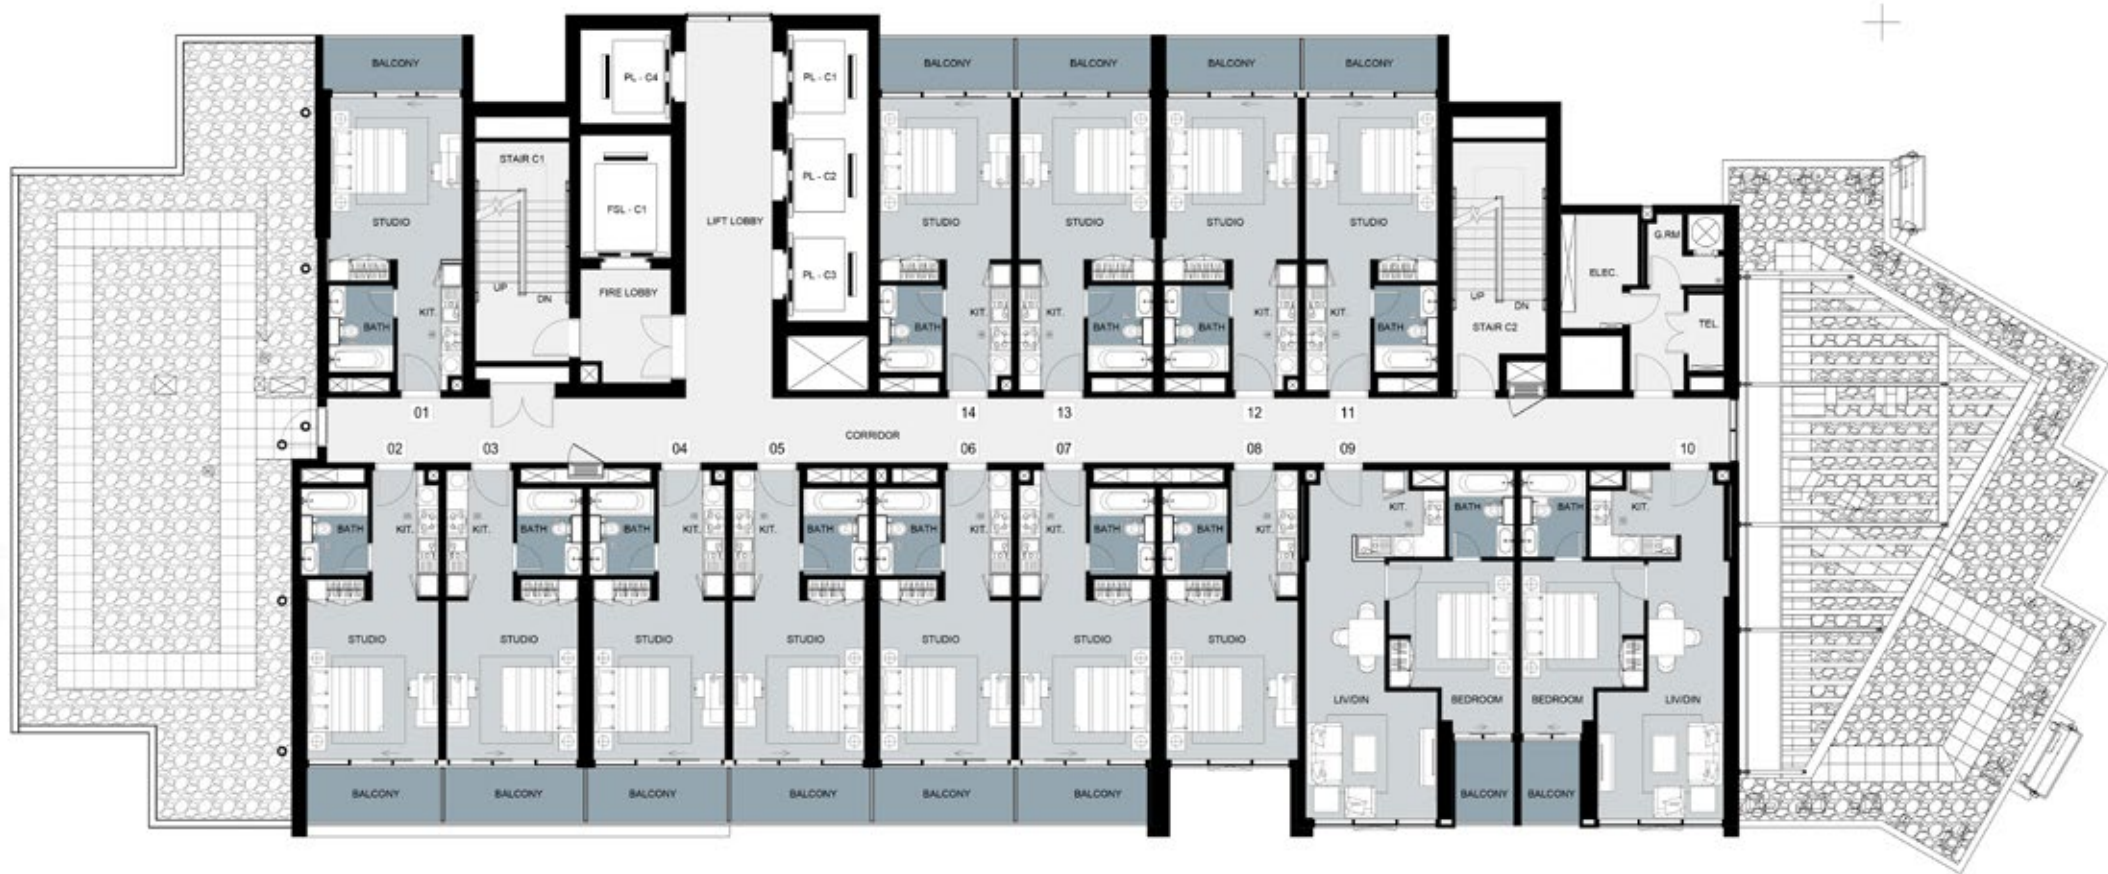 BALCONY
BALCONY
BALCONY
BALCONY
BALCONY
PL - C4
PL - C1
STAIR C1
PL - C2
FSL - C1
STUDIO
LIFT LOBBY
STUDIO
STUDIO
STUDIO
STUDIO
G.RM
PL - C3
ELEC.
UP
DN
FIRE LOBBY
UP
DN
BATH
KIT.
BATH
KIT.
KIT.
BATH
BATH
KIT.
KIT.
BATH
STAIR C2
TEL.
01
14
13
12
11
CORRIDOR
02
03
04
05
06
07
08
09
10
BATH
KIT.
KIT.
BATH
BATH
KIT.
KIT.
BATH
BATH
KIT.
KIT.
BATH
BATH
KIT.
KIT.
BATH
BATH
KIT.
STUDIO
STUDIO
STUDIO
STUDIO
STUDIO
STUDIO
STUDIO
LIV/DIN
BEDROOM
BEDROOM
LIV/DIN
BALCONY
BALCONY
BALCONY
BALCONY
BALCONY
BALCONY
BALCONY
BALCONY